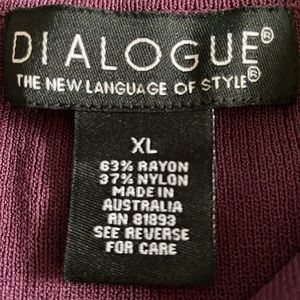 DIALOGUE®
THE NEW LANGUAGE OF STYLE®
XL
63% RAYON
37% NYLON
MADE IN
AUSTRALIA
RN 81893
SEE REVERSE
FOR CARE